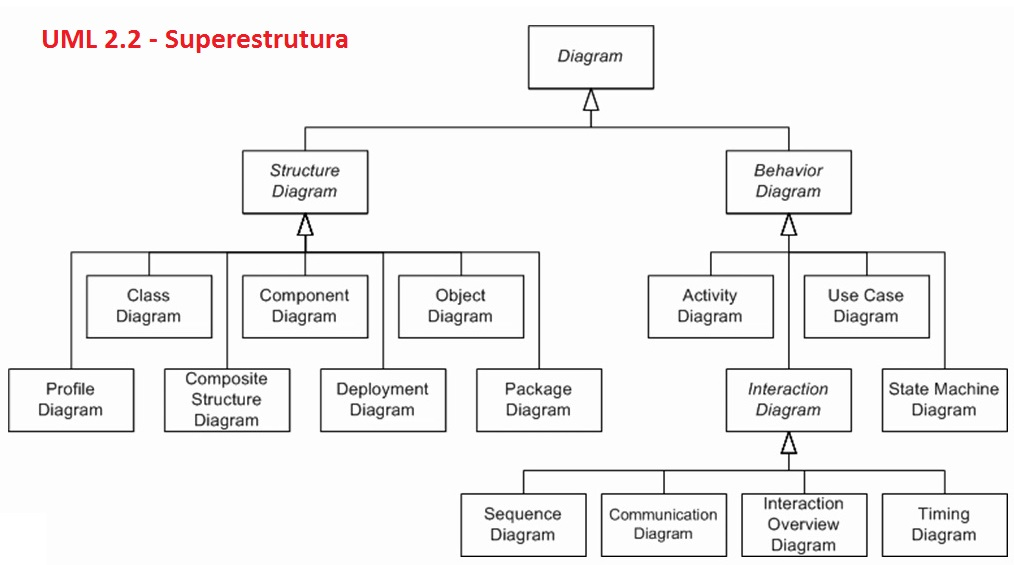 UML 2.2 - Superestrutura
Diagram
Structure
Diagram
Behavior
Diagram
Class
Diagram
Component
Diagram
Object
Diagram
Activity
Diagram
Use Case
Diagram
Profile
Diagram
Composite
Structure
Diagram
Deployment
Diagram
Package
Diagram
Interaction
Diagram
State Machine
Diagram
Sequence
Diagram
Communication
Diagram
Interaction
Overview
Diagram
Timing
Diagram